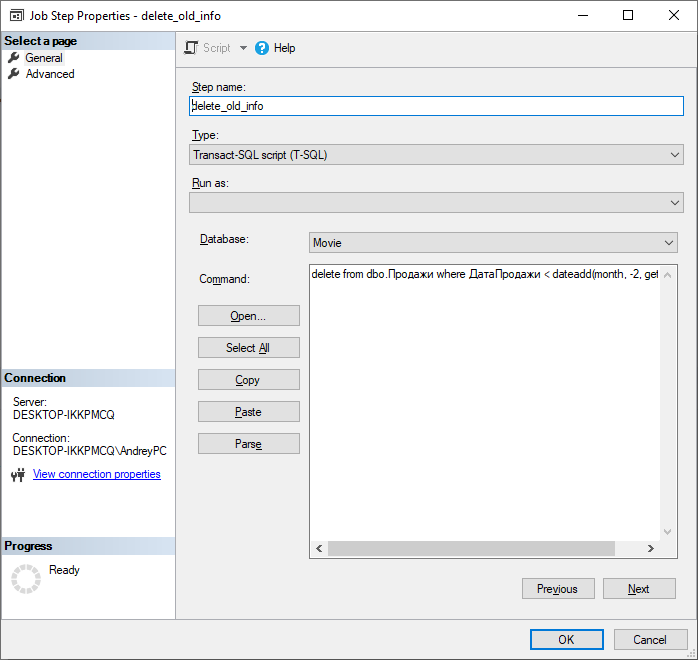 Job Step Properties - delete_old_info
Select a page
General
Advanced
Script
Help
Step name:
delete_old_info
Type:
Transact-SQL script (T-SQL)
Run as:
Database:
Movie
Command:
delete from dbo.Продажи where ДатаПродажи < dateadd(month, -2, get
Open...
Select All
Copy
Paste
Parse
Connection
Server:
DESKTOP-IKKPMCQ
Connection:
DESKTOP-IKKPMCQ\AndreyPC
View connection properties
Progress
Ready
Previous
Next
OK
Cancel